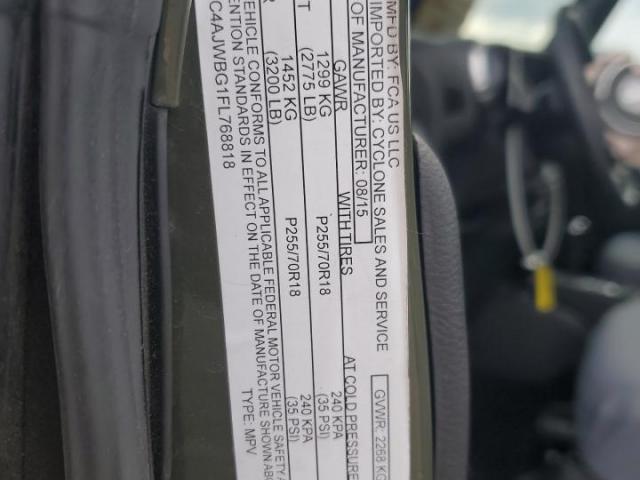 MFD BY: FCA US LLC
IMPORTED BY: CYCLONE SALES AND SERVICE
OF MANUFACTURER: 08/15 GVWR: 2268 KG
GAWR WITH TIRES AT COLD PRESSURE
1299 KG P255/70R18 240 KPA
(2775 LB) (35 PSI)
1452 KG P255/70R18 240 KPA
(3200 LB) (35 PSI)
VEHICLE CONFORMS TO ALL APPLICABLE FEDERAL MOTOR VEHICLE SAFETY
ENTION STANDARDS IN EFFECT ON THE DATE OF MANUFACTURE SHOWN ABO
C4AJWBG1FL768818 TYPE: MPV